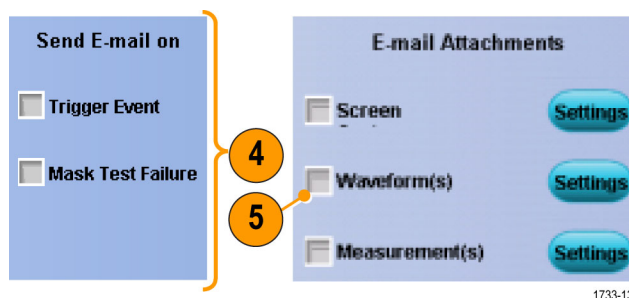 Send E-mail on
Trigger Event
Mask Test Failure
4
5
E-mail Attachments
Screen
Settings
Waveform(s)
Settings
Measurement(s)
Settings